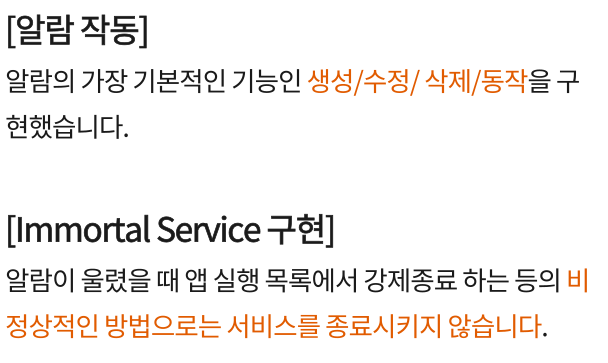 [알람 작동]
알람의 가장 기본적인 기능인 생성/수정/ 삭제/동작을 구
현했습니다.
[Immortal Service 구현]
알람이 울렸을 때 앱 실행 목록에서 강제종료 하는 등의 비
정상적인 방법으로는 서비스를 종료시키지 않습니다.